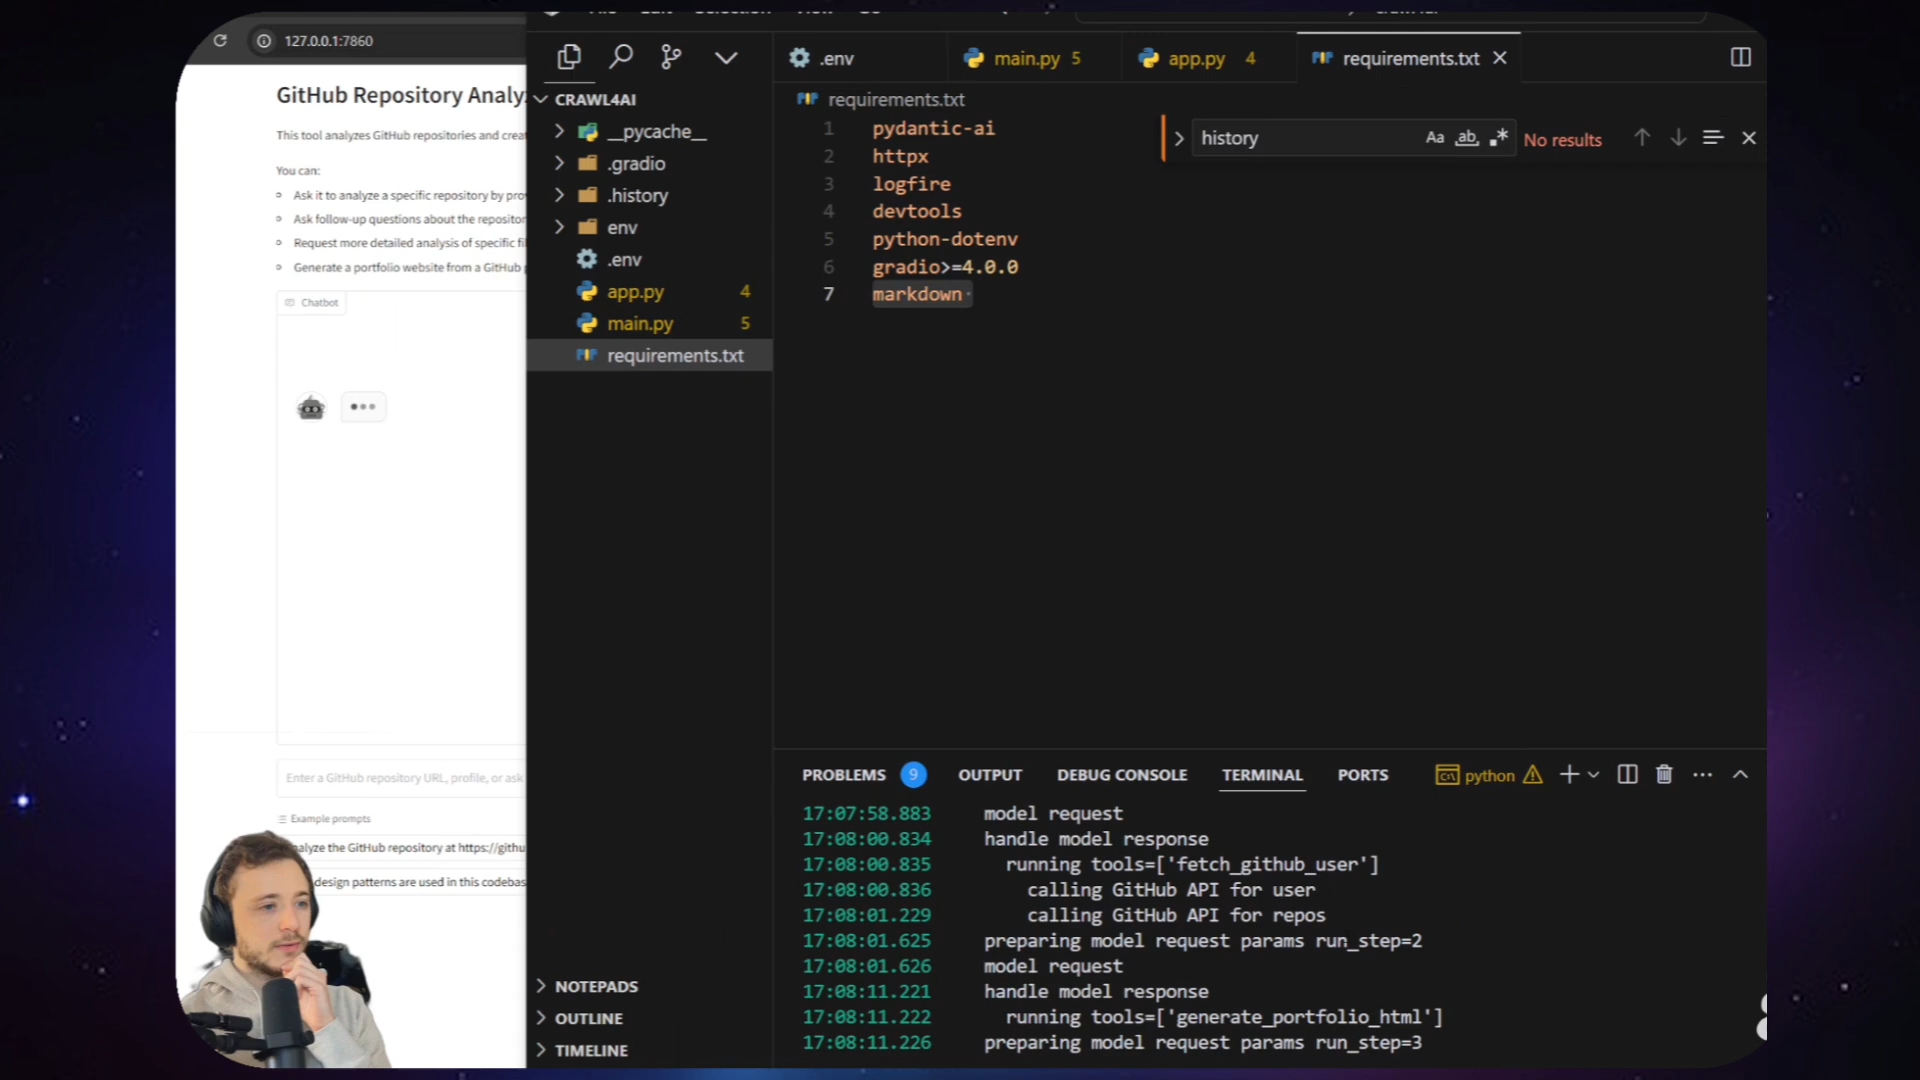 127.0.0.1:7860
GitHub Repository Analy
This tool analyzes GitHub repositories and crea
You can:
Ask it to analyze a specific repository by pro
Ask follow-up questions about the repositor
Request more detailed analysis of specific fi
Generate a portfolio website from a GitHub
Chatbot
Enter a GitHub repository URL, profile, or ask
Example prompts
nalyze the GitHub repository at https://githu
design patterns are used in this codebas
CRAWL4AI
__pycache__
.gradio
.history
env
.env
app.py 4
main.py 5
requirements.txt
NOTEPADS
OUTLINE
TIMELINE
.env
main.py 5
app.py 4
requirements.txt
requirements.txt
1 pydantic-ai
2 httpx
3 logfire
4 devtools
5 python-dotenv
6 gradio>=4.0.0
7 markdown
history
Aa ab .*
No results
PROBLEMS 9 OUTPUT DEBUG CONSOLE TERMINAL PORTS
python
17:07:58.883 model request
17:08:00.834 handle model response
17:08:00.835 running tools=['fetch_github_user']
17:08:00.836 calling GitHub API for user
17:08:01.229 calling GitHub API for repos
17:08:01.625 preparing model request params run_step=2
17:08:01.626 model request
17:08:11.221 handle model response
17:08:11.222 running tools=['generate_portfolio_html']
17:08:11.226 preparing model request params run_step=3